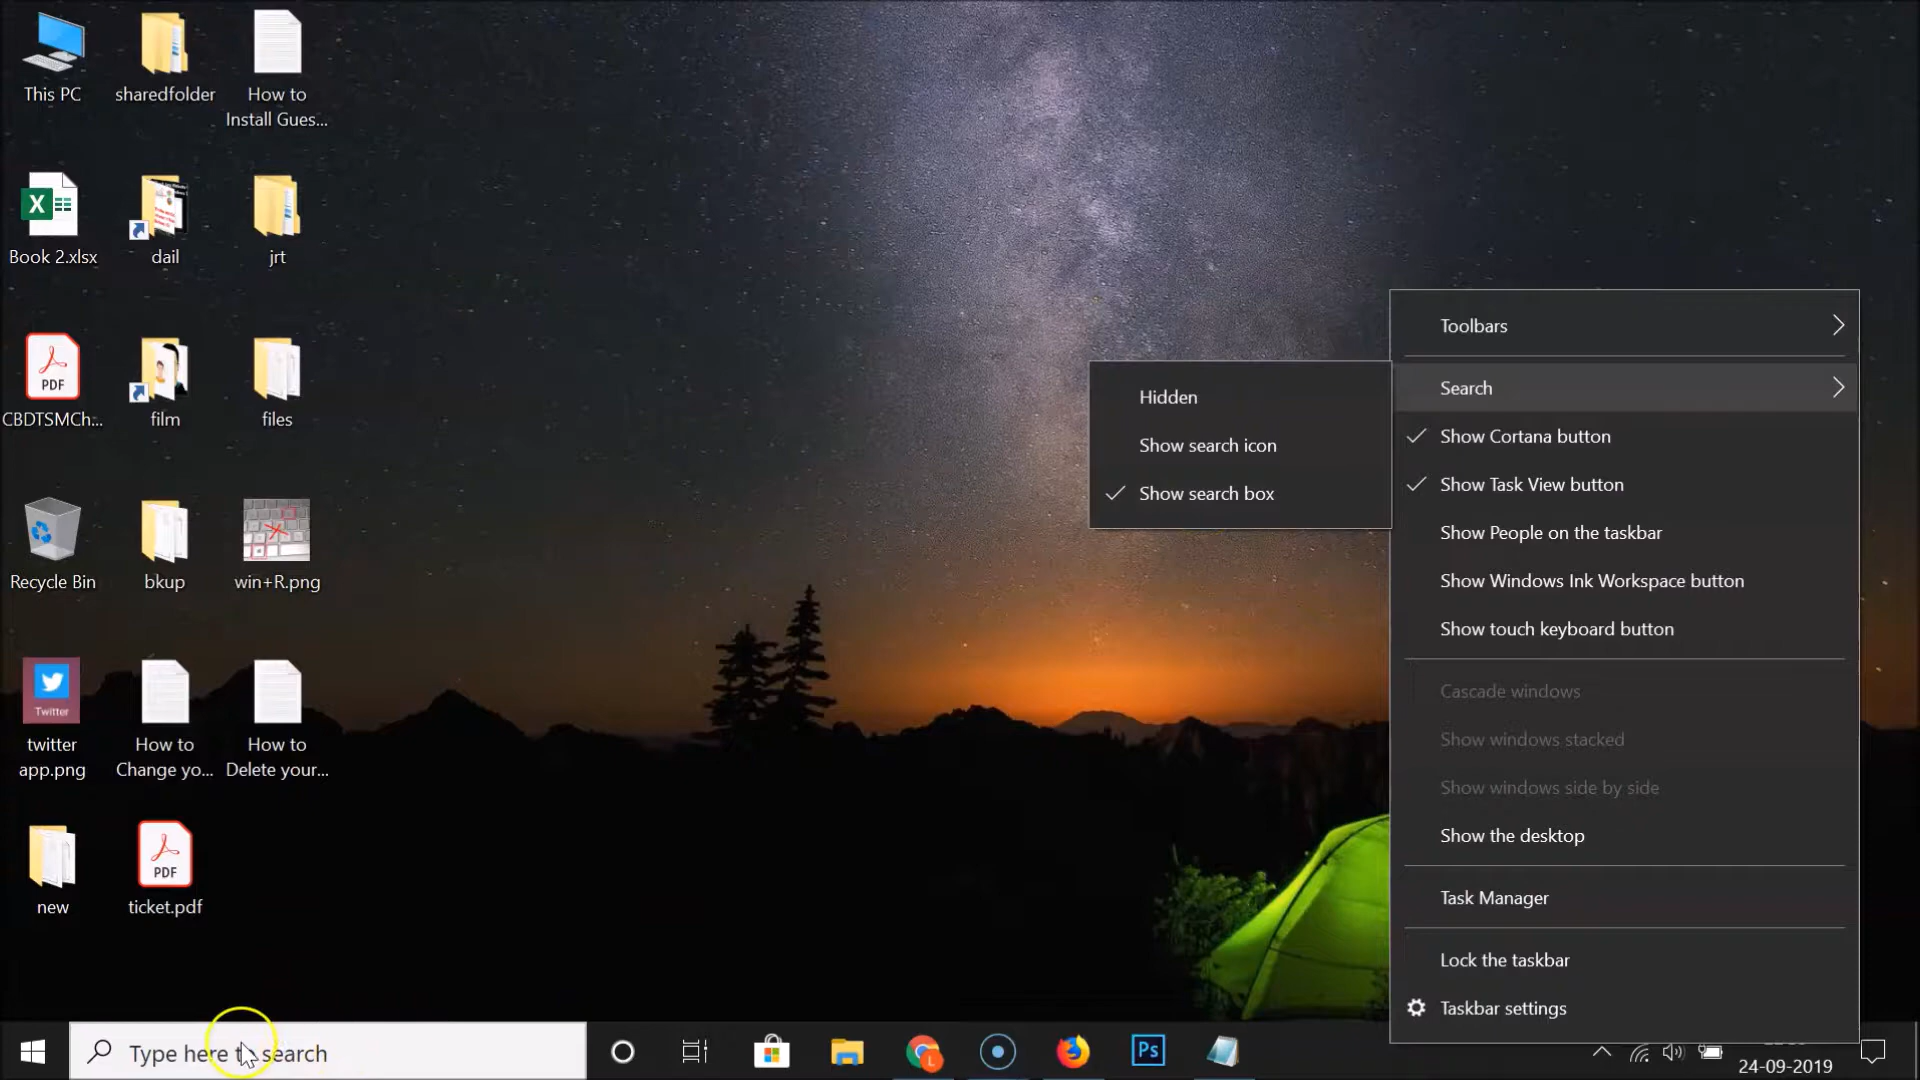 This PC
sharedfolder
How to
Install Gues...
Book 2.xlsx
dail
jrt
PDF
CBDTSMCh...
film
files
Recycle Bin
bkup
win+R.png
Twitter
twitter
app.png
How to
Change yo...
How to
Delete your...
new
PDF
ticket.pdf
Hidden
Show search icon
Show search box
Toolbars
Search
Show Cortana button
Show Task View button
Show People on the taskbar
Show Windows Ink Workspace button
Show touch keyboard button
Cascade windows
Show windows stacked
Show windows side by side
Show the desktop
Task Manager
Lock the taskbar
Taskbar settings
Type here to search
L
Ps
24-09-2019